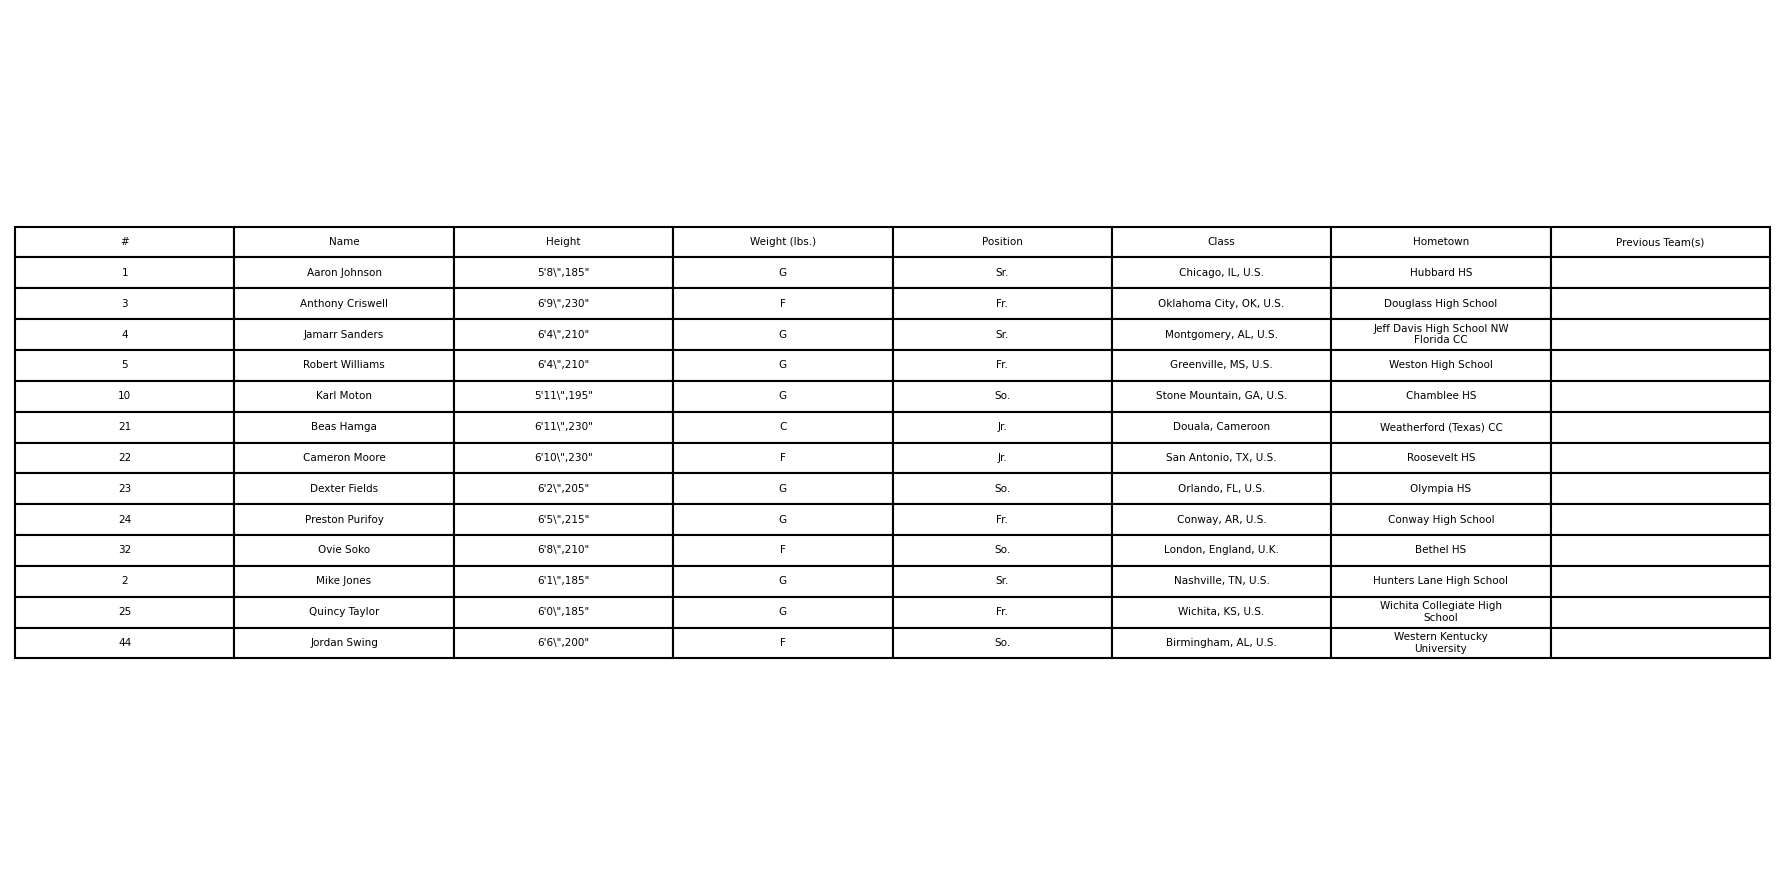 # Name Height Weight (lbs.) Position Class Hometown Previous Team(s)
1 Aaron Johnson 5'8\",185" G Sr. Chicago, IL, U.S. Hubbard HS
3 Anthony Criswell 6'9\",230" F Fr. Oklahoma City, OK, U.S. Douglass High School
4 Jamarr Sanders 6'4\",210" G Sr. Montgomery, AL, U.S. Jeff Davis High School NW
Florida CC
5 Robert Williams 6'4\",210" G Fr. Greenville, MS, U.S. Weston High School
10 Karl Moton 5'11\",195" G So. Stone Mountain, GA, U.S. Chamblee HS
21 Beas Hamga 6'11\",230" C Jr. Douala, Cameroon Weatherford (Texas) CC
22 Cameron Moore 6'10\",230" F Jr. San Antonio, TX, U.S. Roosevelt HS
23 Dexter Fields 6'2\",205" G So. Orlando, FL, U.S. Olympia HS
24 Preston Purifoy 6'5\",215" G Fr. Conway, AR, U.S. Conway High School
32 Ovie Soko 6'8\",210" F So. London, England, U.K. Bethel HS
2 Mike Jones 6'1\",185" G Sr. Nashville, TN, U.S. Hunters Lane High School
25 Quincy Taylor 6'0\",185" G Fr. Wichita, KS, U.S. Wichita Collegiate High
School
44 Jordan Swing 6'6\",200" F So. Birmingham, AL, U.S. Western Kentucky
University